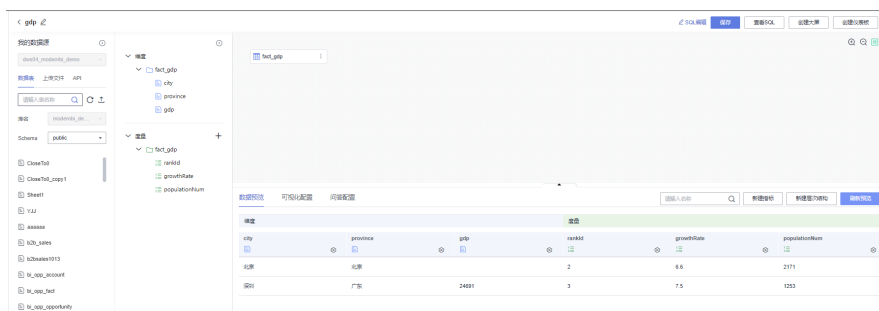 gdp
SQL编辑
保存
查看SQL
创建大屏
创建仪表板
我的数据源
dws04_modernbi_demo
数据集
上传文件
API
请输入表名称
库名
modernbi_de...
Schema
public
CloseTo0
CloseTo0_copy1
Sheet1
YJJ
aaaaaa
b2b_sales
b2bsales1013
bi_opp_account
bi_opp_fact
bi_opp_opportunity
维度
fact_gdp
city
province
gdp
度量
fact_gdp
rankId
growthRate
populationNum
fact_gdp
数据预览
可视化配置
问答配置
请输入名称
新建指标
新建层次结构
刷新预览
维度
度量
city
province
gdp
rankId
growthRate
populationNum
北京
北京
2
6.6
2171
深圳
广东
24691
3
7.5
1253